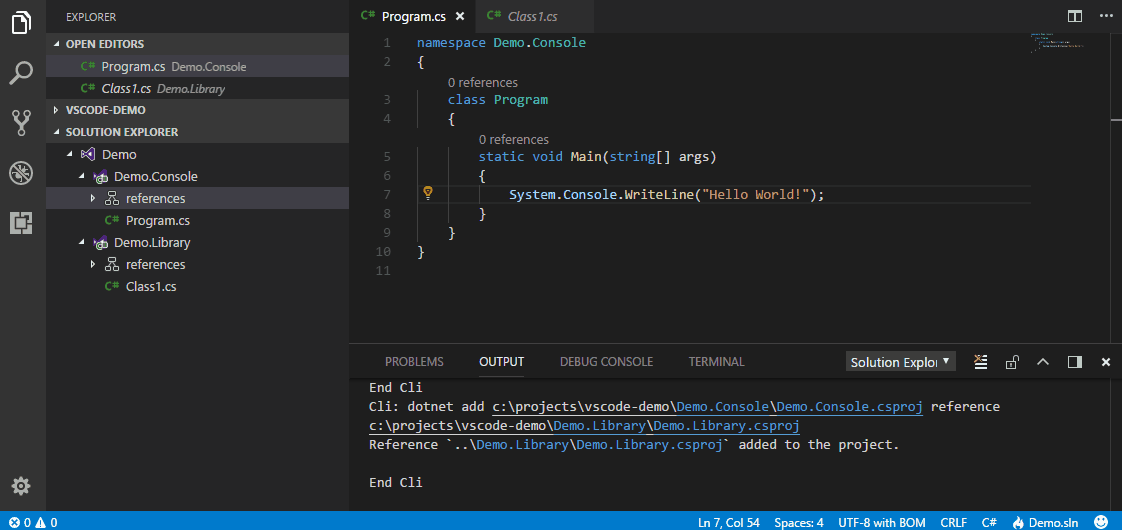 EXPLORER
OPEN EDITORS
C# Program.cs Demo.Console
C# Class1.cs Demo.Library
VSCODE-DEMO
SOLUTION EXPLORER
Demo
Demo.Console
references
C# Program.cs
Demo.Library
references
C# Class1.cs
C# Program.cs C# Class1.cs
1 namespace Demo.Console
2 {
0 references
3 class Program
4 {
0 references
5 static void Main(string[] args)
6 {
7 System.Console.WriteLine("Hello World!");
8 }
9 }
10 }
11
PROBLEMS OUTPUT DEBUG CONSOLE TERMINAL Solution Explo
End Cli
Cli: dotnet add c:\projects\vscode-demo\Demo.Console\Demo.Console.csproj reference
c:\projects\vscode-demo\Demo.Library\Demo.Library.csproj
Reference `..\Demo.Library\Demo.Library.csproj` added to the project.
End Cli
0 0 Ln 7, Col 54 Spaces: 4 UTF-8 with BOM CRLF C# Demo.sln